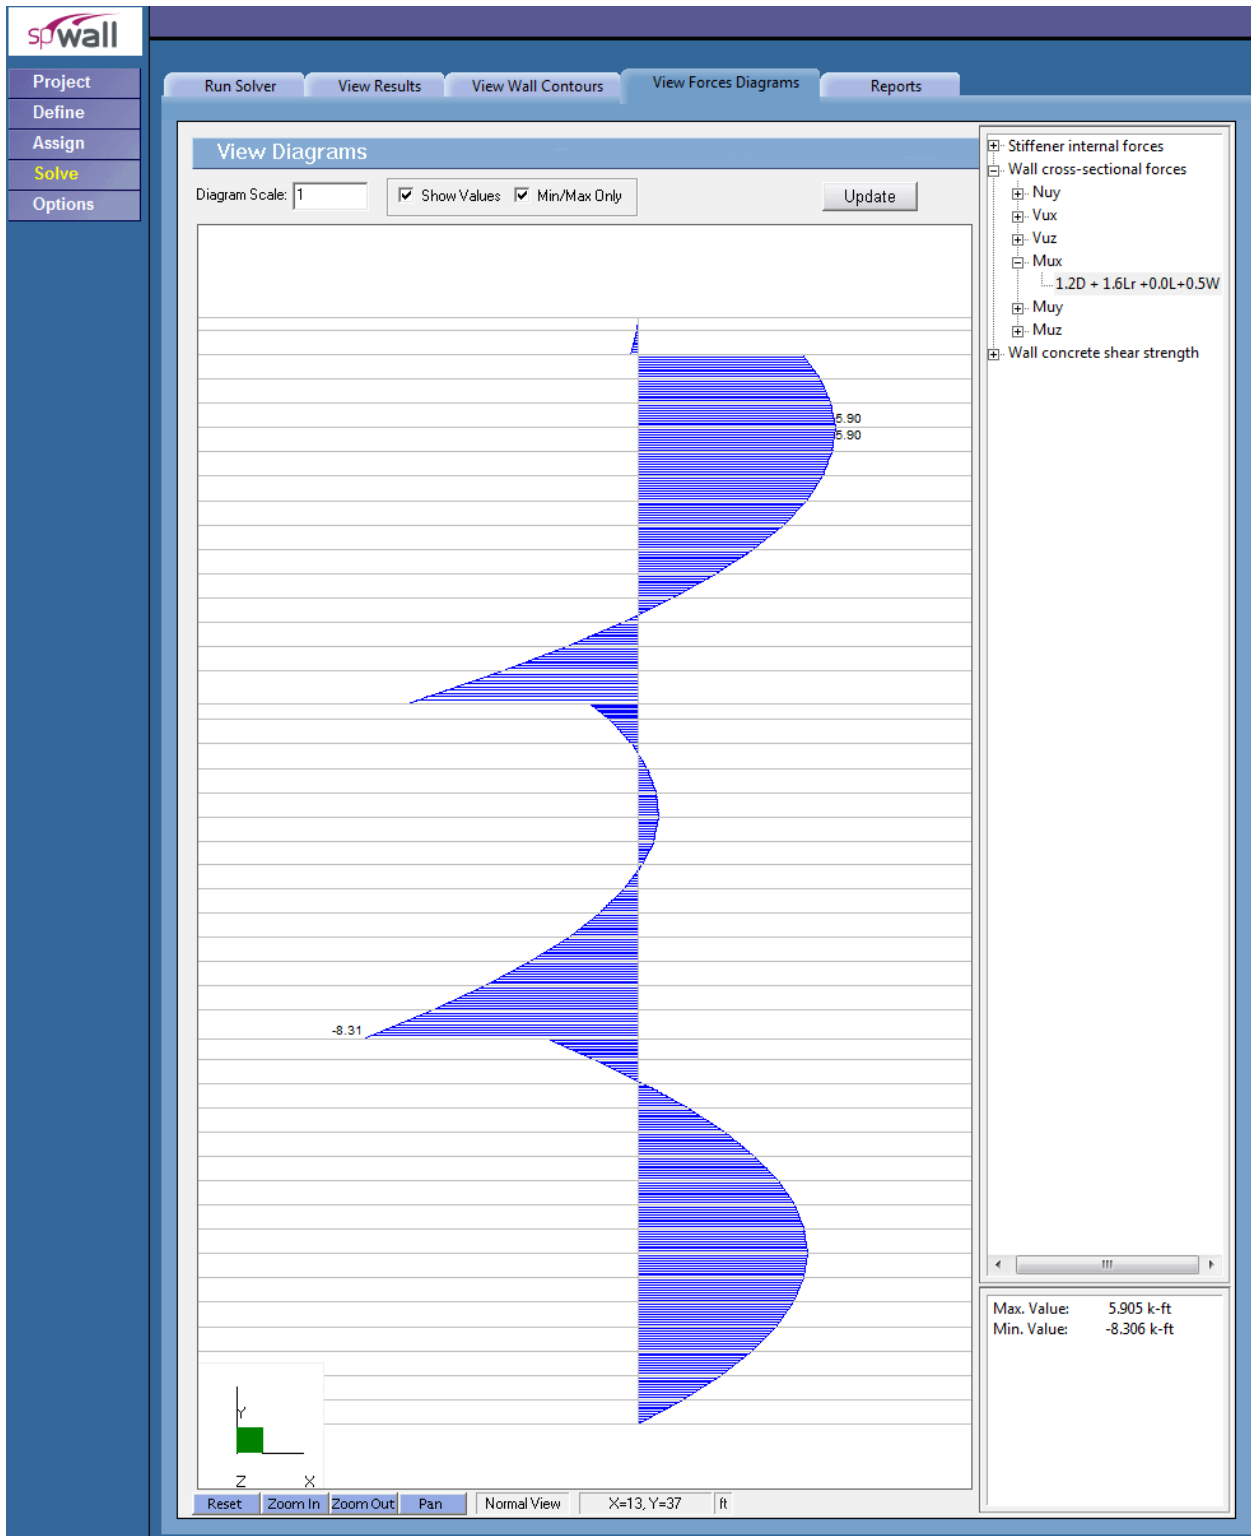 spwall
Project
Define
Assign
Solve
Options
Run Solver
View Results
View Wall Contours
View Forces Diagrams
Reports
View Diagrams
Diagram Scale: 1
Show Values
Min/Max Only
Update
5.90
5.90
-8.31
Y
Z X
Reset
Zoom In
Zoom Out
Pan
Normal View
X=13, Y=37
ft
Stiffener internal forces
Wall cross-sectional forces
Nuy
Vux
Vuz
Mux
1.2D + 1.6Lr +0.0L+0.5W
Muy
Muz
Wall concrete shear strength
Max. Value: 5.905 k-ft
Min. Value: -8.306 k-ft